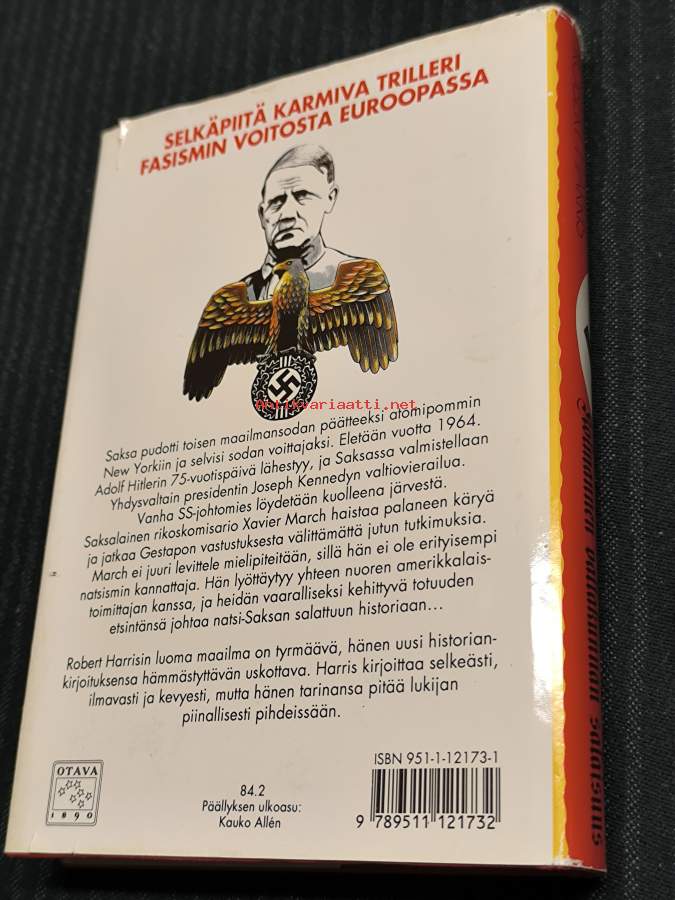 SELKÄPIITÄ KARMIVA TRILLERI
FASISMIN VOITOSTA EUROOPASSA
Antikvariaatti.net
Saksa pudotti toisen maailmansodan päätteeksi atomipommin
New Yorkiin ja selvisi sodan voittajaksi. Eletään vuotta 1964.
Adolf Hitlerin 75-vuotispäivä lähestyy, ja Saksassa valmistellaan
Yhdysvaltain presidentin Joseph Kennedyn valtiovierailua.
Vanha SS-johtomies löydetään kuolleena järvestä.
Saksalainen rikoskomisario Xavier March haistaa palaneen käryä
ja jatkaa Gestapon vastustuksesta välittämättä jutun tutkimuksia.
March ei juuri levittele mielipiteitään, sillä hän ei ole erityisempi
natsismin kannattaja. Hän lyöttäytyy yhteen nuoren amerikkalais-
toimittajan kanssa, ja heidän vaaralliseksi kehittyvä totuuden
etsintänsä johtaa natsi-Saksan salattuun historiaan...
Robert Harrisin luoma maailma on tyrmäävä, hänen uusi historian-
kirjoituksensa hämmästyttävän uskottava. Harris kirjoittaa selkeästi,
ilmavasti ja kevyesti, mutta hänen tarinansa pitää lukijan
piinallisesti pihdeissään.
OTAVA
1890
84.2
Päällyksen ulkoasu:
Kauko Allén
ISBN 951-1-12173-1
9 789511 121732
valtakunnan salaisuus